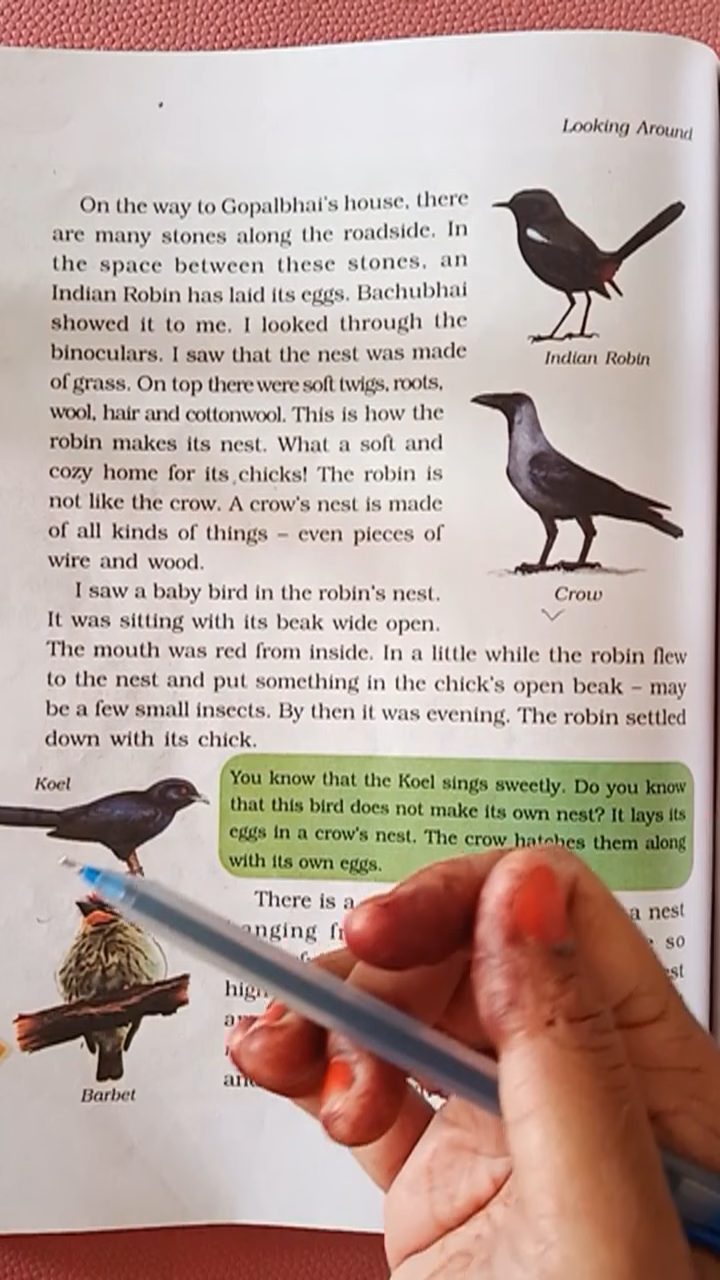 Looking Around
On the way to Gopalbhai's house, there
are many stones along the roadside. In
the space between these stones, an
Indian Robin has laid its eggs. Bachubhai
showed it to me. I looked through the
binoculars. I saw that the nest was made
of grass. On top there were soft twigs, roots,
wool, hair and cottonwool. This is how the
robin makes its nest. What a soft and
cozy home for its chicks! The robin is
not like the crow. A crow's nest is made
of all kinds of things – even pieces of
wire and wood.
Indian Robin
Crow
I saw a baby bird in the robin's nest.
It was sitting with its beak wide open.
The mouth was red from inside. In a little while the robin flew
to the nest and put something in the chick's open beak – may
be a few small insects. By then it was evening. The robin settled
down with its chick.
Koel
You know that the Koel sings sweetly. Do you know
that this bird does not make its own nest? It lays its
eggs in a crow's nest. The crow hatches them along
with its own eggs.
There is a
a nest
so
Barbet